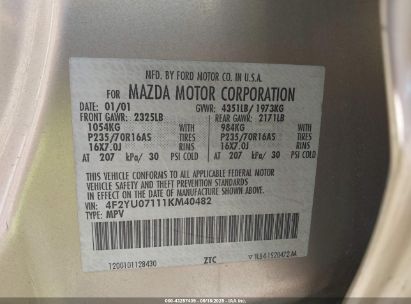 MFD. BY FORD MOTOR CO. IN U.S.A.
FOR MAZDA MOTOR CORPORATION
DATE: 01/01 GVWR: 4351LB/ 1973KG
FRONT GAWR: 2325LB REAR GAWR: 2171LB
1054KG WITH 984KG WITH
P235/70R16AS TIRES P235/70R16AS TIRES
16X7.0J RIMS 16X7.0J RIMS
AT 207 kPa/ 30 PSI COLD AT 207 kPa/ 30 PSI COLD
THIS VEHICLE CONFORMS TO ALL APPLICABLE FEDERAL MOTOR
VEHICLE SAFETY AND THEFT PREVENTION STANDARDS IN EFFECT ON
THE DATE OF MANUFACTURE SHOWN ABOVE.
VIN: 4F2YU07111KM40482
TYPE: MPV
1200101128430 ZTC